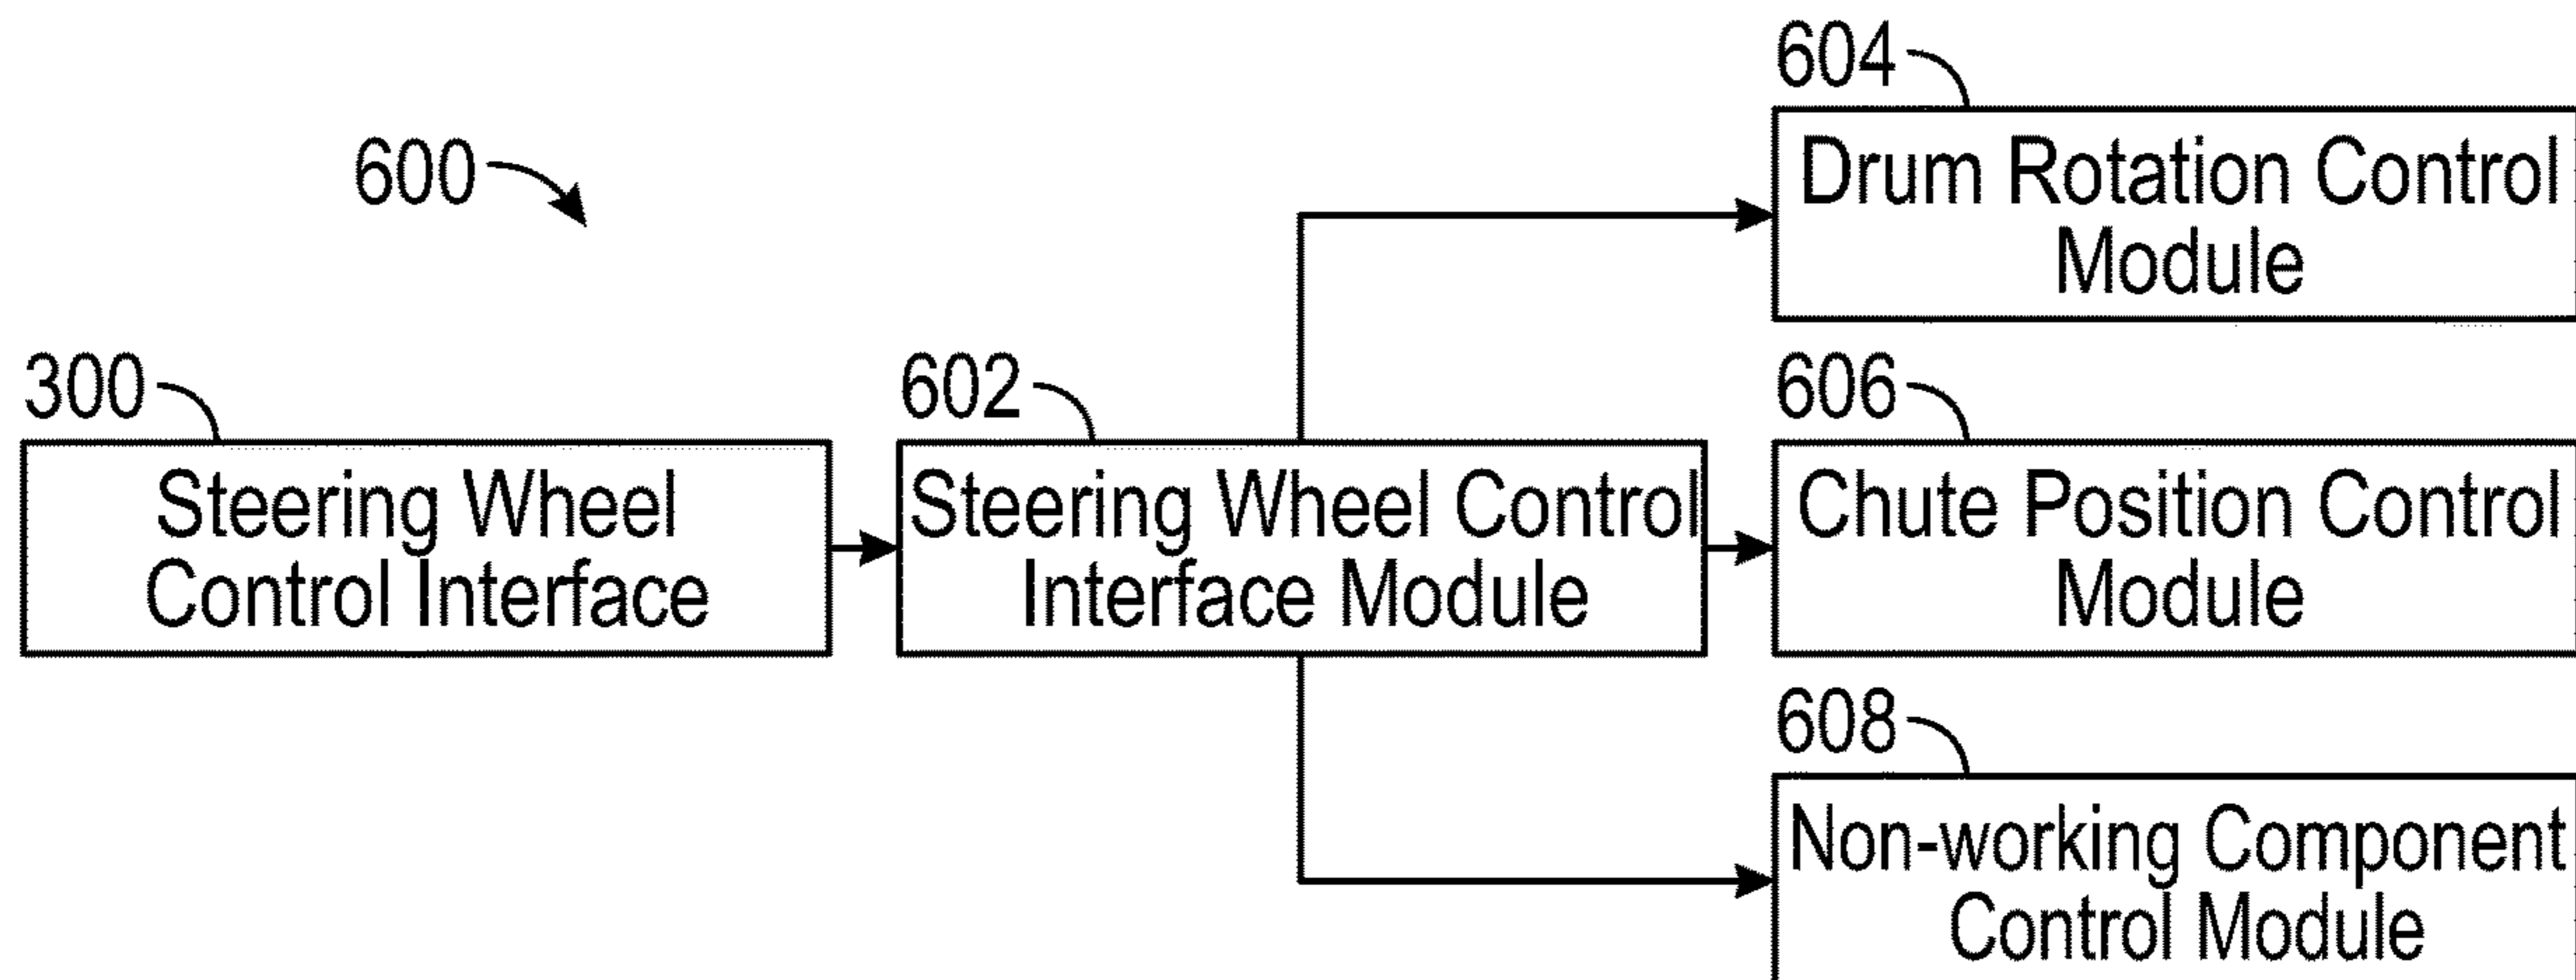 604
Drum Rotation Control
Module
600
300
Steering Wheel
Control Interface
602
Steering Wheel Control
Interface Module
606
Chute Position Control
Module
608
Non-working Component
Control Module